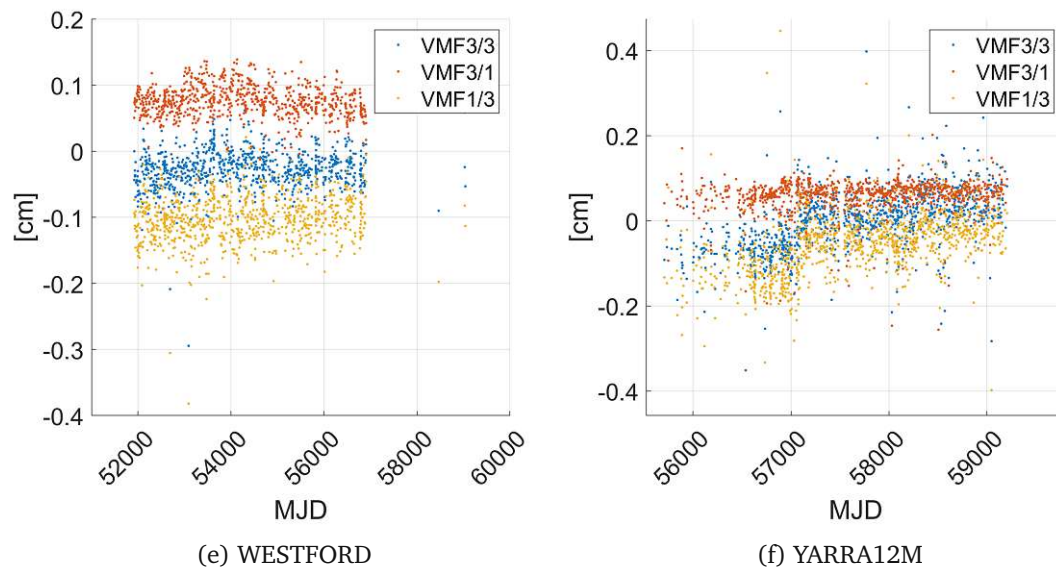 0.2
0.1
0
-0.1
-0.2
-0.3
-0.4
[cm]
VMF3/3
VMF3/1
VMF1/3
52000
54000
56000
58000
60000
MJD
(e) WESTFORD
0.4
0.2
0
-0.2
-0.4
[cm]
VMF3/3
VMF3/1
VMF1/3
56000
57000
58000
59000
MJD
(f) YARRA12M